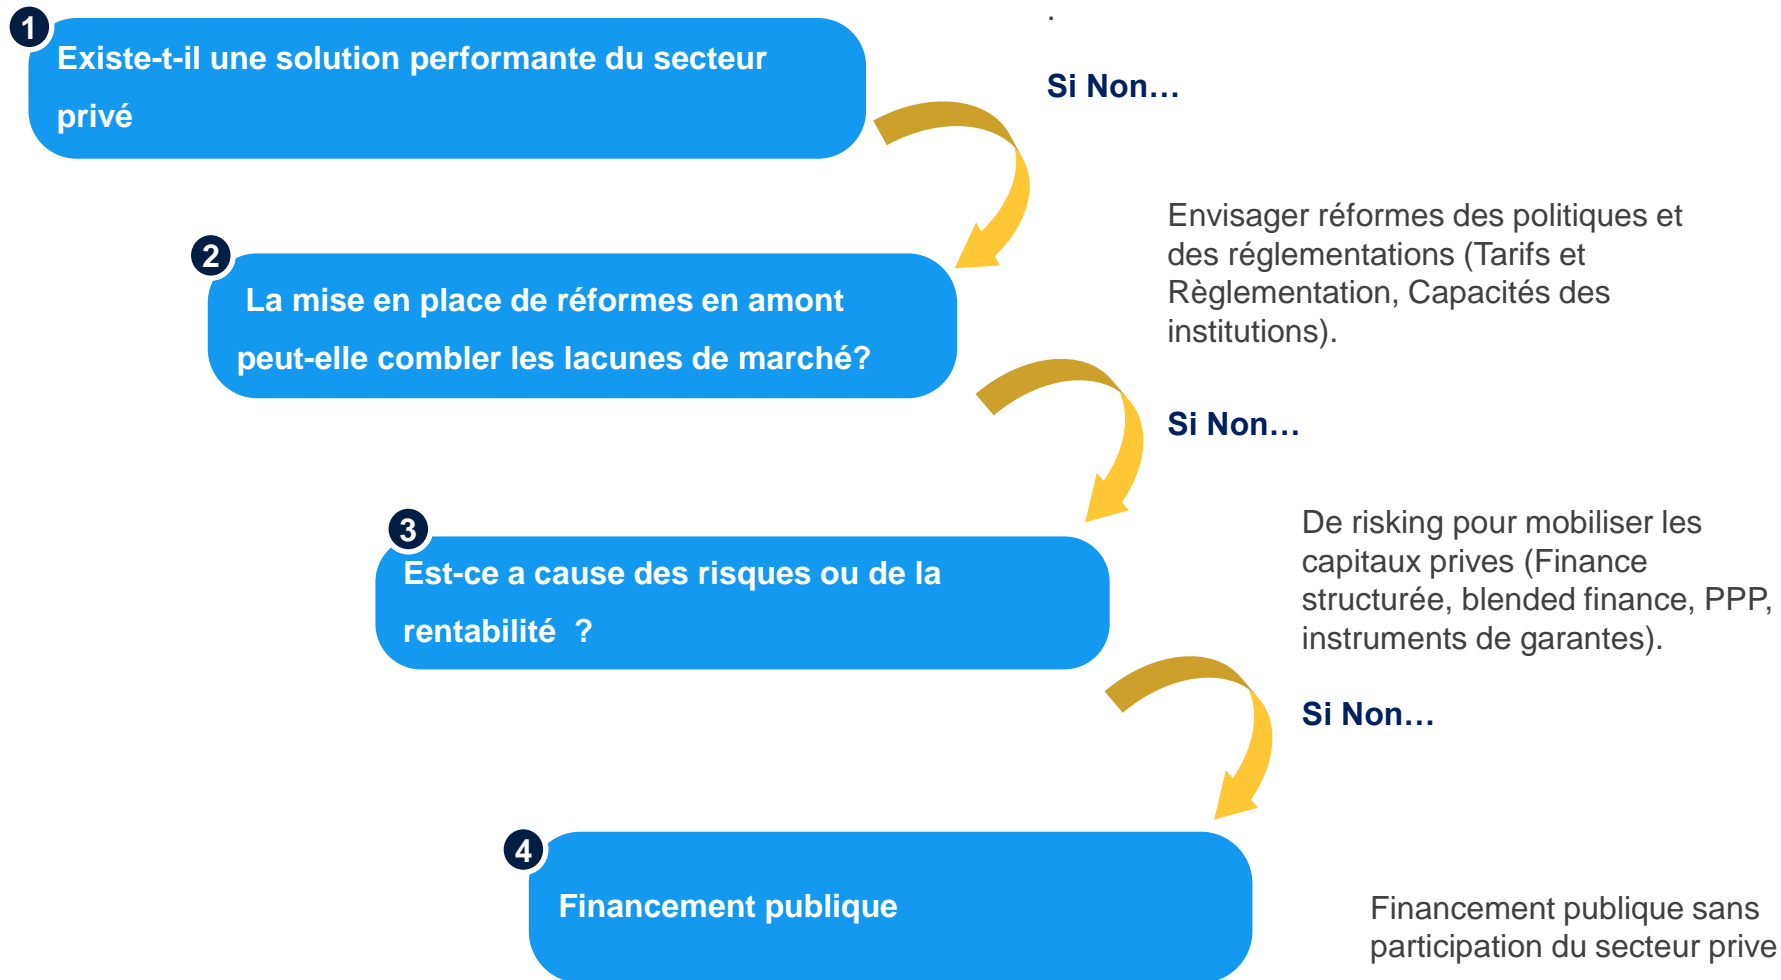 1
Existe-t-il une solution performante du secteur
privé
.
Si Non…
2
La mise en place de réformes en amont
peut-elle combler les lacunes de marché?
Envisager réformes des politiques et
des réglementations (Tarifs et
Règlementation, Capacités des
institutions).
Si Non…
3
Est-ce a cause des risques ou de la
rentabilité ?
De risking pour mobiliser les
capitaux prives (Finance
structurée, blended finance, PPP,
instruments de garantes).
Si Non…
4
Financement publique
Financement publique sans
participation du secteur prive